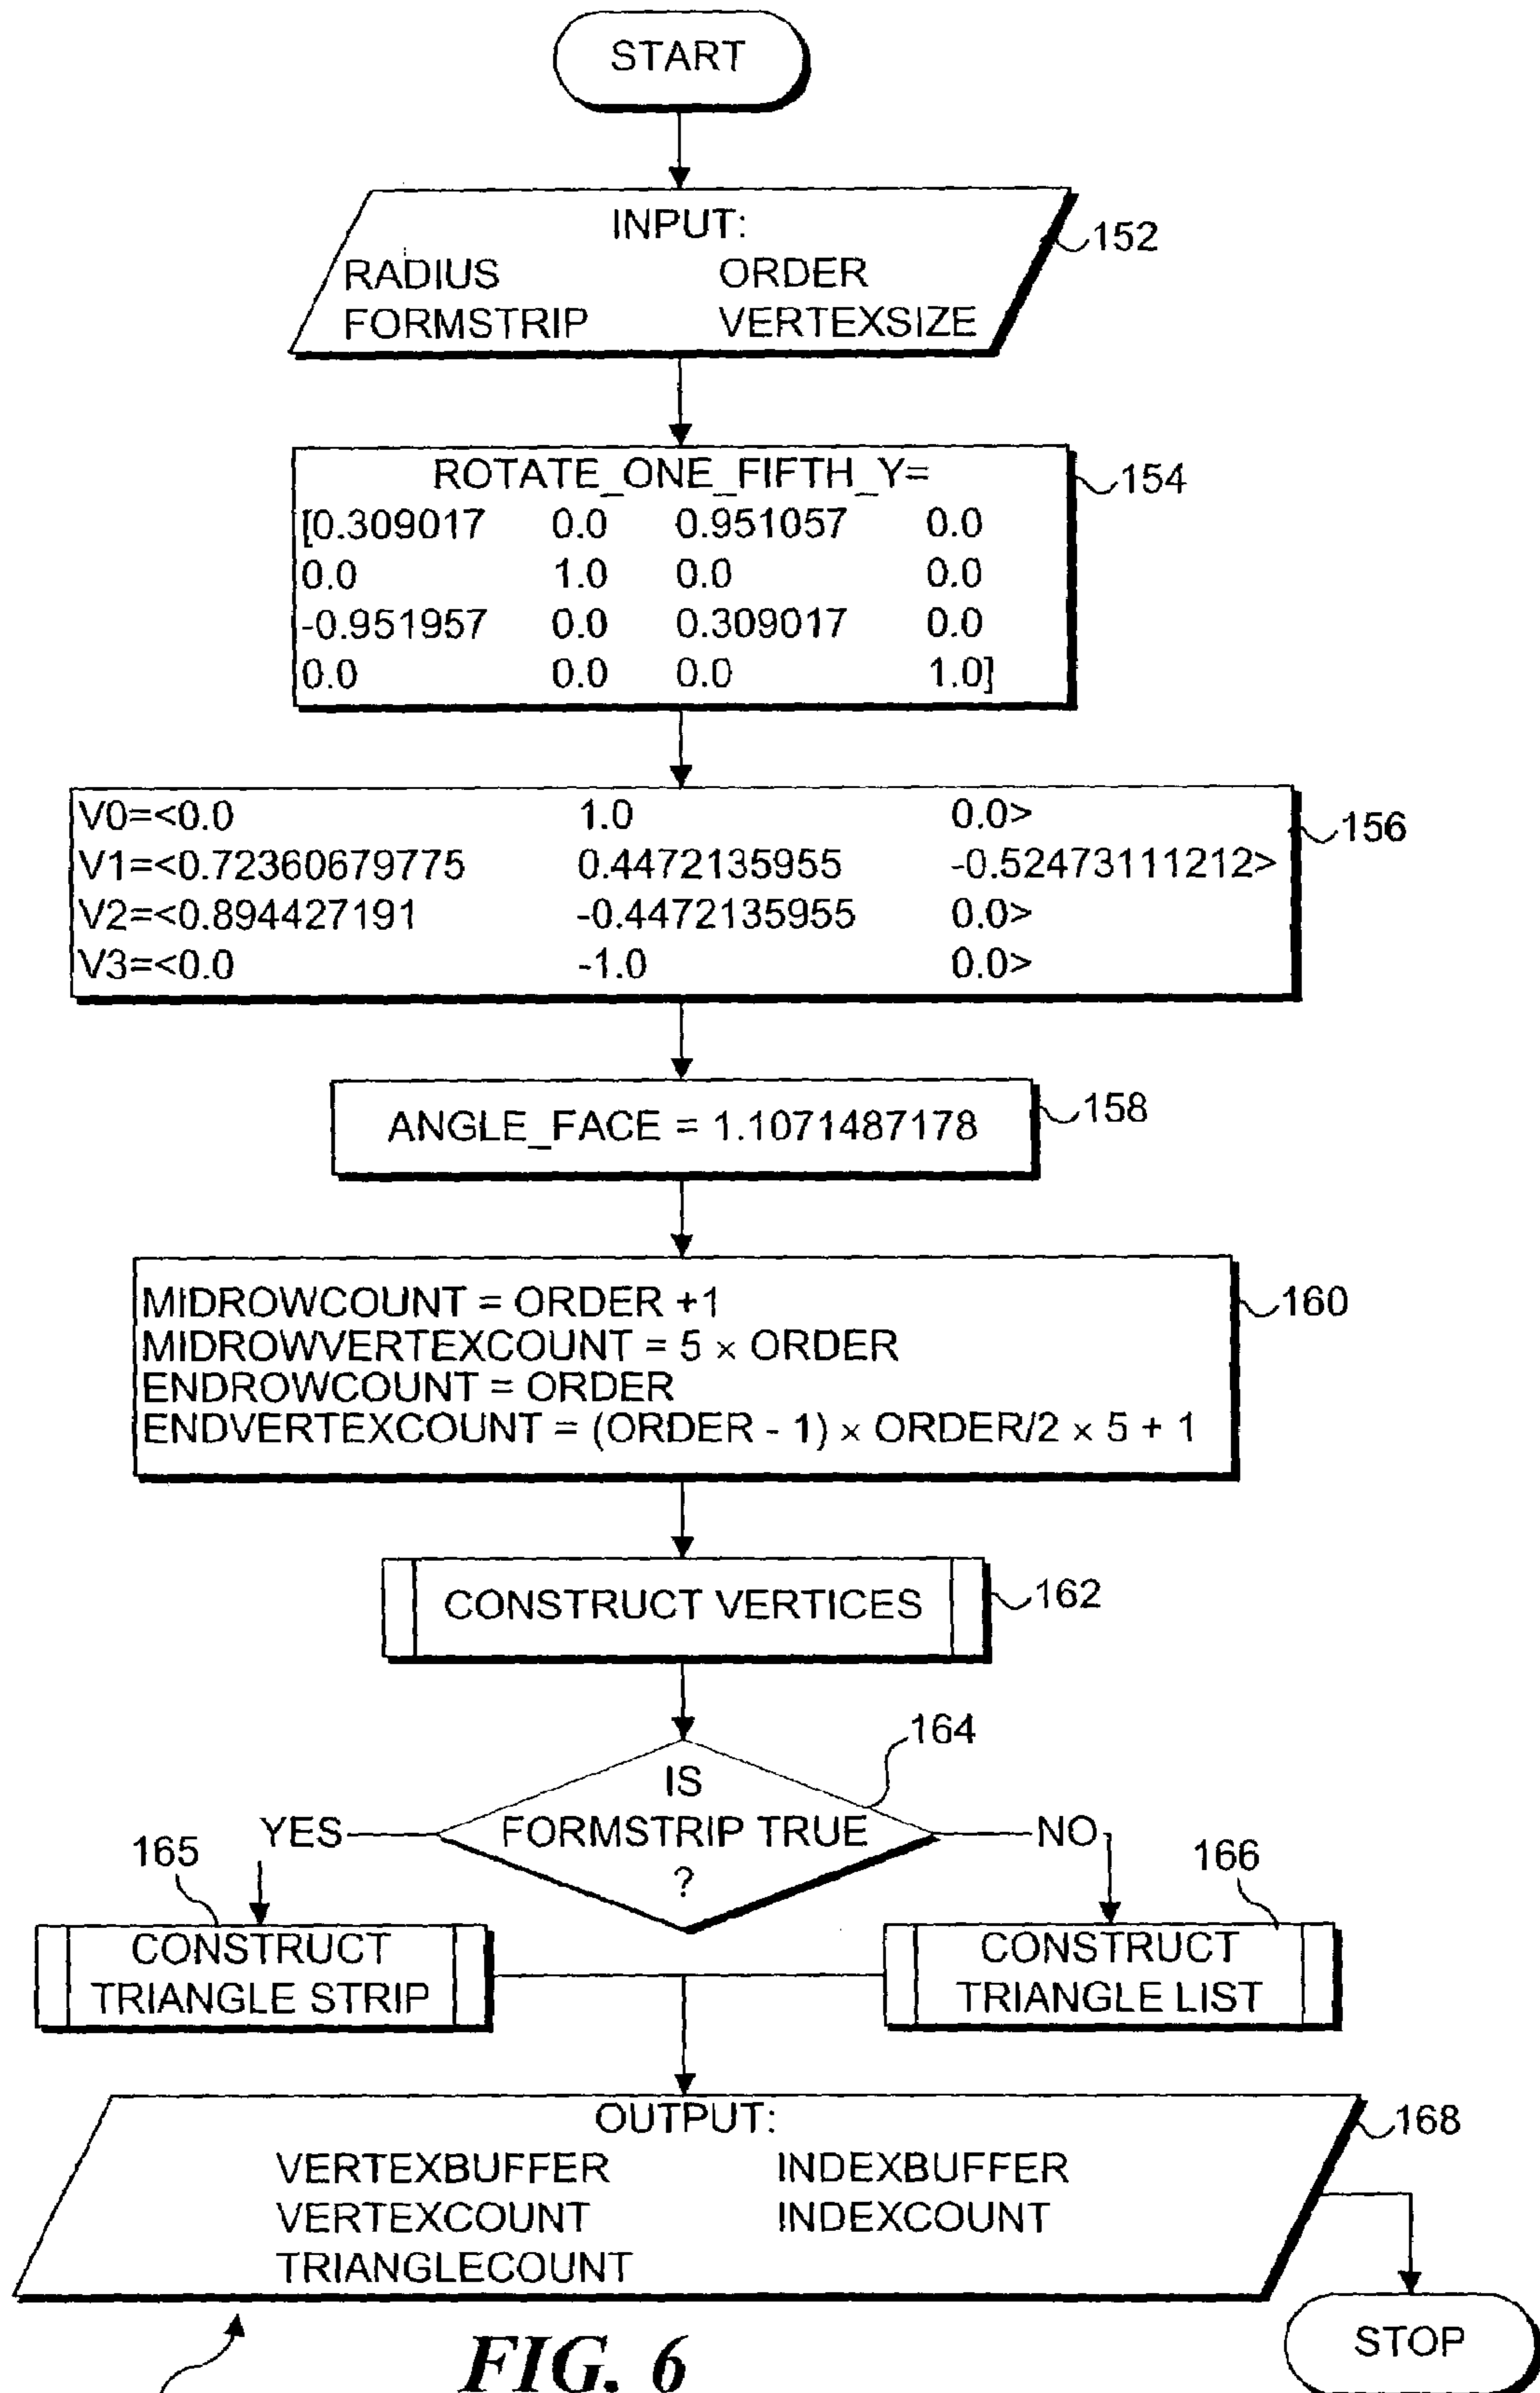 START
INPUT:
RADIUS ORDER
FORMSTRIP VERTEXSIZE
152
ROTATE_ONE_FIFTH_Y=
[0.309017 0.0 0.951057 0.0
0.0 1.0 0.0 0.0
-0.951957 0.0 0.309017 0.0
0.0 0.0 0.0 1.0]
154
V0=<0.0 1.0 0.0>
V1=<0.72360679775 0.4472135955 -0.52473111212>
V2=<0.894427191 -0.4472135955 0.0>
V3=<0.0 -1.0 0.0>
156
ANGLE_FACE = 1.1071487178
158
MIDROWCOUNT = ORDER +1
MIDROWVERTEXCOUNT = 5 × ORDER
ENDROWCOUNT = ORDER
ENDVERTEXCOUNT = (ORDER - 1) × ORDER/2 × 5 + 1
160
CONSTRUCT VERTICES
162
164
IS
FORMSTRIP TRUE
?
YES
NO
165
CONSTRUCT
TRIANGLE STRIP
166
CONSTRUCT
TRIANGLE LIST
OUTPUT:
VERTEXBUFFER INDEXBUFFER
VERTEXCOUNT INDEXCOUNT
TRIANGLECOUNT
168
STOP
FIG. 6